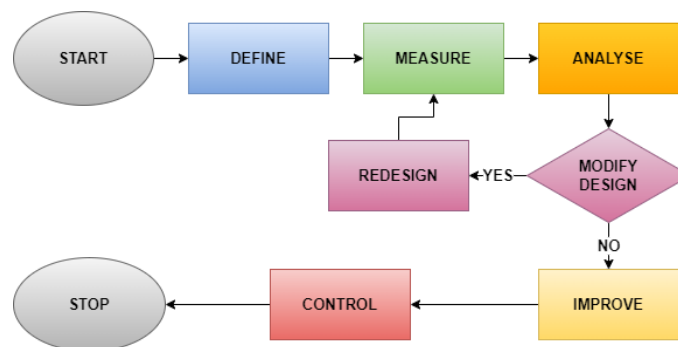 START
DEFINE
MEASURE
ANALYSE
REDESIGN
YES
MODIFY
DESIGN
NO
STOP
CONTROL
IMPROVE